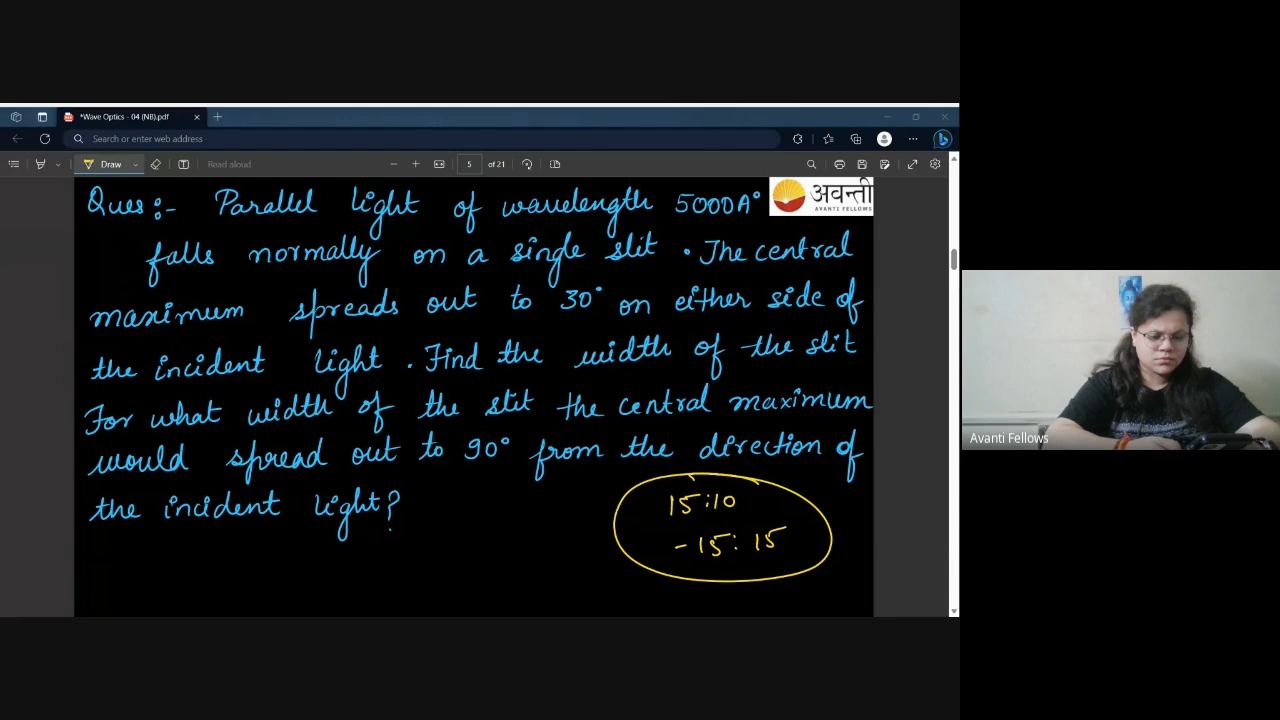 *Wave Optics - 04 (NB).pdf
Search or enter web address
Draw
Read aloud
5 of 21
Ques:- Parallel light of wavelength 5000A°
falls normally on a single slit. The central
maximum spreads out to 30° on either side of
the incident light. Find the width of the slit
For what width of the slit the central maximum
would spread out to 90° from the direction of
the incident light?
15:10
-15:15
अवन्ती
AVANTI FELLOWS
Avanti Fellows